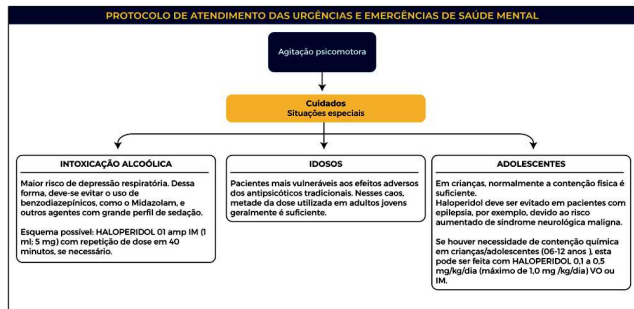 PROTOCOLO DE ATENDIMENTO DAS URGÊNCIAS E EMERGÊNCIAS DE SAÚDE MENTAL
Agitação psicomotora
Cuidados
Situações especiais
INTOXICAÇÃO ALCOÓLICA
Maior risco de depressão respiratória. Dessa
forma, deve-se evitar o uso de
benzodiazepínicos, como o Midazolam, e
outros agentes com grande perfil de sedação.
Esquema possível: HALOPERIDOL 01 amp IM (1
ml; 5 mg) com repetição de dose em 40
minutos, se necessário.
IDOSOS
Pacientes mais vulneráveis aos efeitos adversos
dos antipsicóticos tradicionais. Nesses caos,
metade da dose utilizada em adultos jovens
geralmente é suficiente.
ADOLESCENTES
Em crianças, normalmente a contenção física é
suficiente.
Haloperidol deve ser evitado em pacientes com
epilepsia, por exemplo, devido ao risco
aumentado de síndrome neurológica maligna.
Se houver necessidade de contenção química
em crianças/adolescentes (06-12 anos ), esta
pode ser feita com HALOPERIDOL 0,1 a 0,5
mg/kg/dia (máximo de 1,0 mg /kg/dia) VO ou
IM.